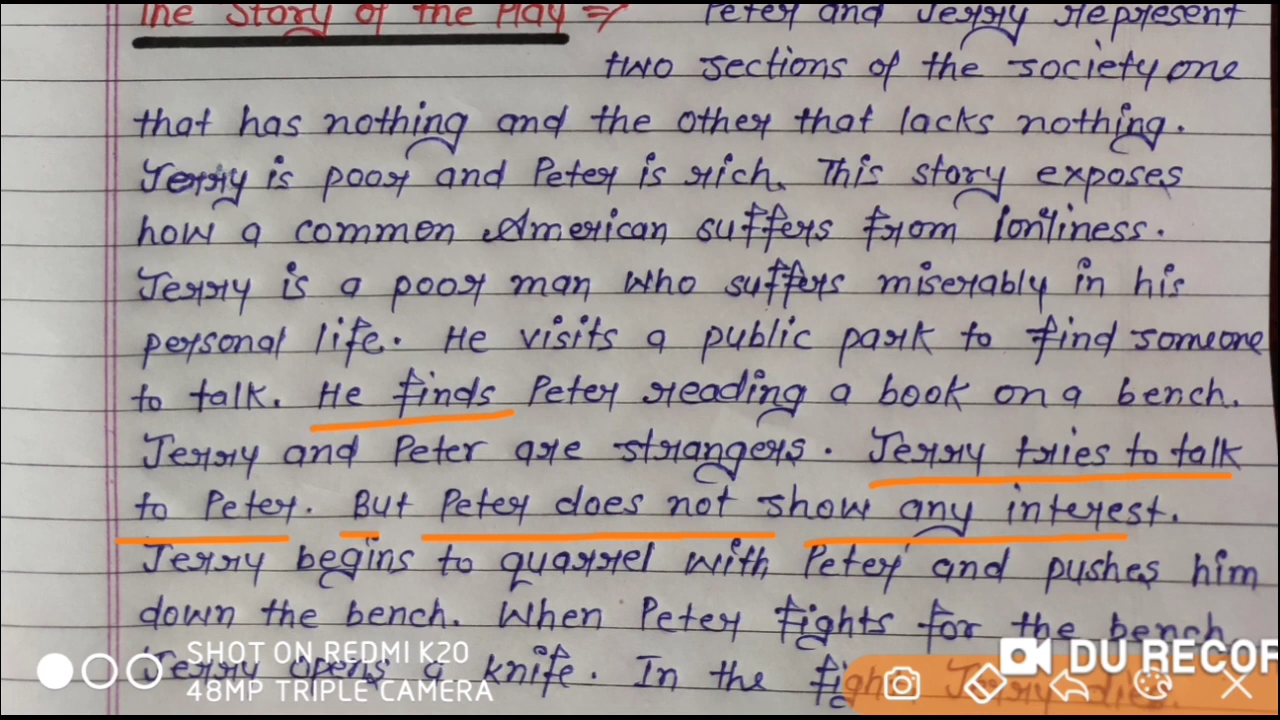 The Story of the Play ⇒ Peter and Jerry represent
two sections of the society one
that has nothing and the other that lacks nothing.
Jerry is poor and Peter is rich. This story exposes
how a common American suffers from lonliness.
Jerry is a poor man who suffers miserably in his
personal life. He visits a public park to find someone
to talk. He finds Peter reading a book on a bench.
Jerry and Peter are strangers. Jerry tries to talk
to Peter. But Peter does not show any interest.
Jerry begins to quarrel with Peter and pushes him
down the bench. When Peter fights for the bench
Jerry opens a knife. In the fight Jerry dies.
SHOT ON REDMI K20
48MP TRIPLE CAMERA
DU RECOR